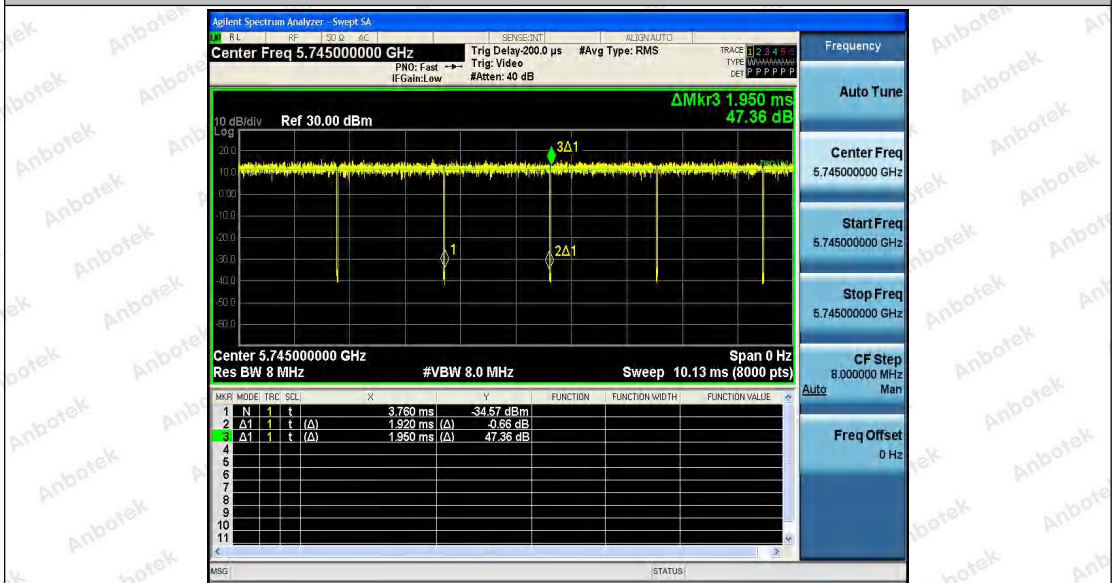 Agilent Spectrum Analyzer - Swept SA
RL RF 50 Ω AC SENSE:INT ALIGN AUTO
Center Freq 5.745000000 GHz
PNO: Fast
IFGain:Low
Trig Delay-200.0 µs
Trig: Video
#Atten: 40 dB
#Avg Type: RMS
TRACE 1 2 3 4 5 6
TYPE
DET P P P P P P
Frequency
Auto Tune
Center Freq
5.745000000 GHz
Start Freq
5.745000000 GHz
Stop Freq
5.745000000 GHz
CF Step
8.000000 MHz
Auto Man
Freq Offset
0 Hz
ΔMkr3 1.950 ms
47.36 dB
10 dB/div Ref 30.00 dBm
Log
20.0
10.0
0.00
-10.0
-20.0
-30.0
-40.0
-50.0
-60.0
3Δ1
1
2Δ1
Center 5.745000000 GHz Span 0 Hz
Res BW 8 MHz #VBW 8.0 MHz Sweep 10.13 ms (8000 pts)
MKR MODE TRC SCL X Y FUNCTION FUNCTION WIDTH FUNCTION VALUE
1 N 1 t 3.760 ms -34.57 dBm
2 Δ1 1 t (Δ) 1.920 ms (Δ) -0.66 dB
3 Δ1 1 t (Δ) 1.950 ms (Δ) 47.36 dB
4
5
6
7
8
9
10
11
MSG STATUS
Anbotek